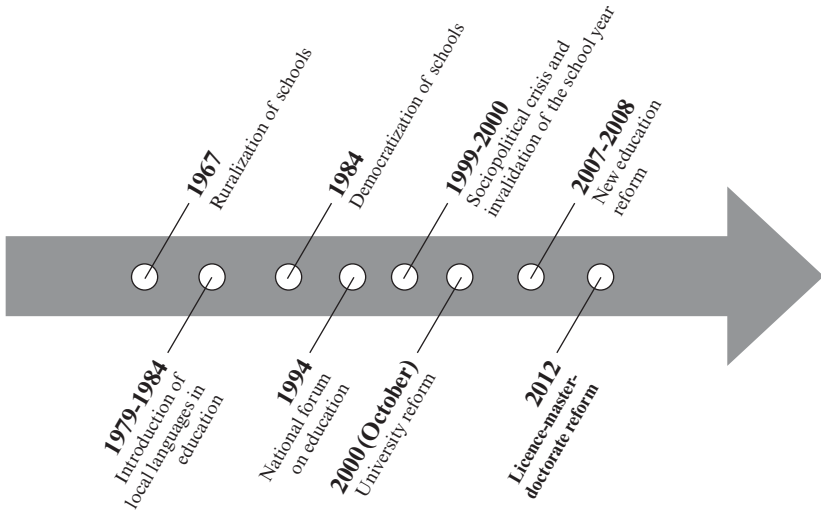 1967
Ruralization of schools
1979-1984
Introduction of
local languages in
education
1984
Democratization of schools
1994
National forum
on education
1999-2000
Sociopolitical crisis and
invalidation of the school year
2000 (October)
University reform
2007-2008
New education
reform
2012
Licence-master-
doctorate reform